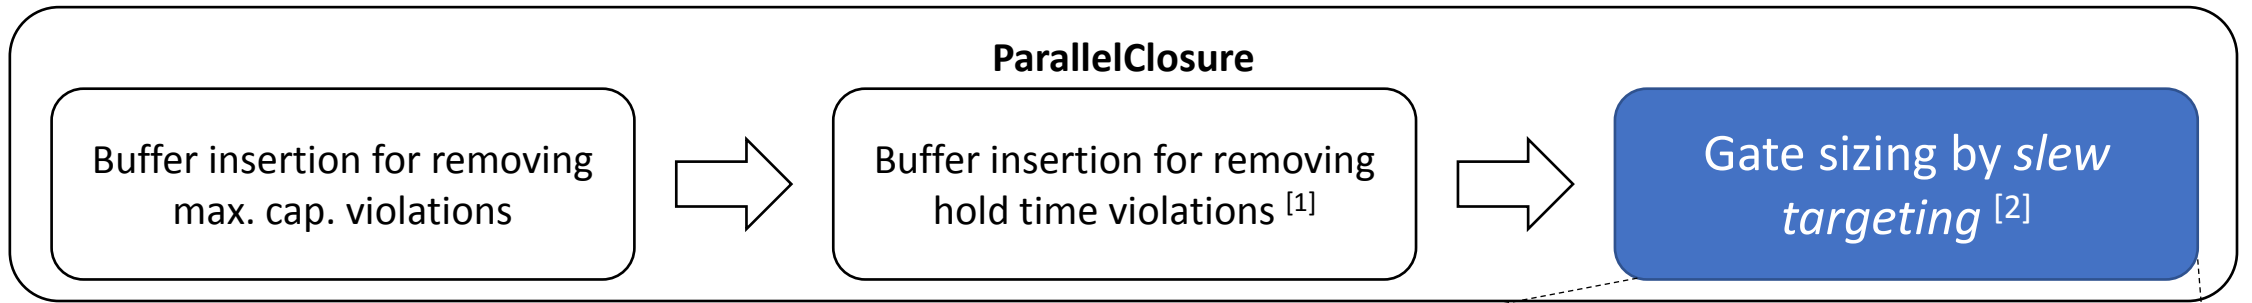 ParallelClosure
Buffer insertion for removing
max. cap. violations
Buffer insertion for removing
hold time violations [1]
Gate sizing by slew
targeting [2]